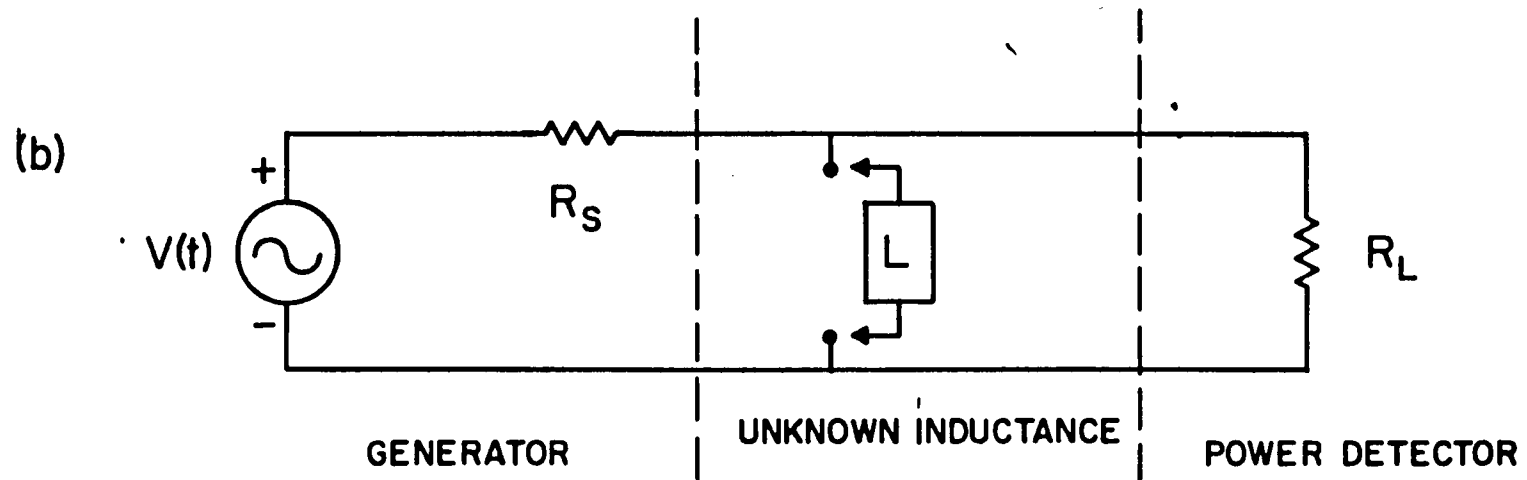 (b)
+
V(t)
−
R_S
L
R_L
GENERATOR
UNKNOWN INDUCTANCE
POWER DETECTOR